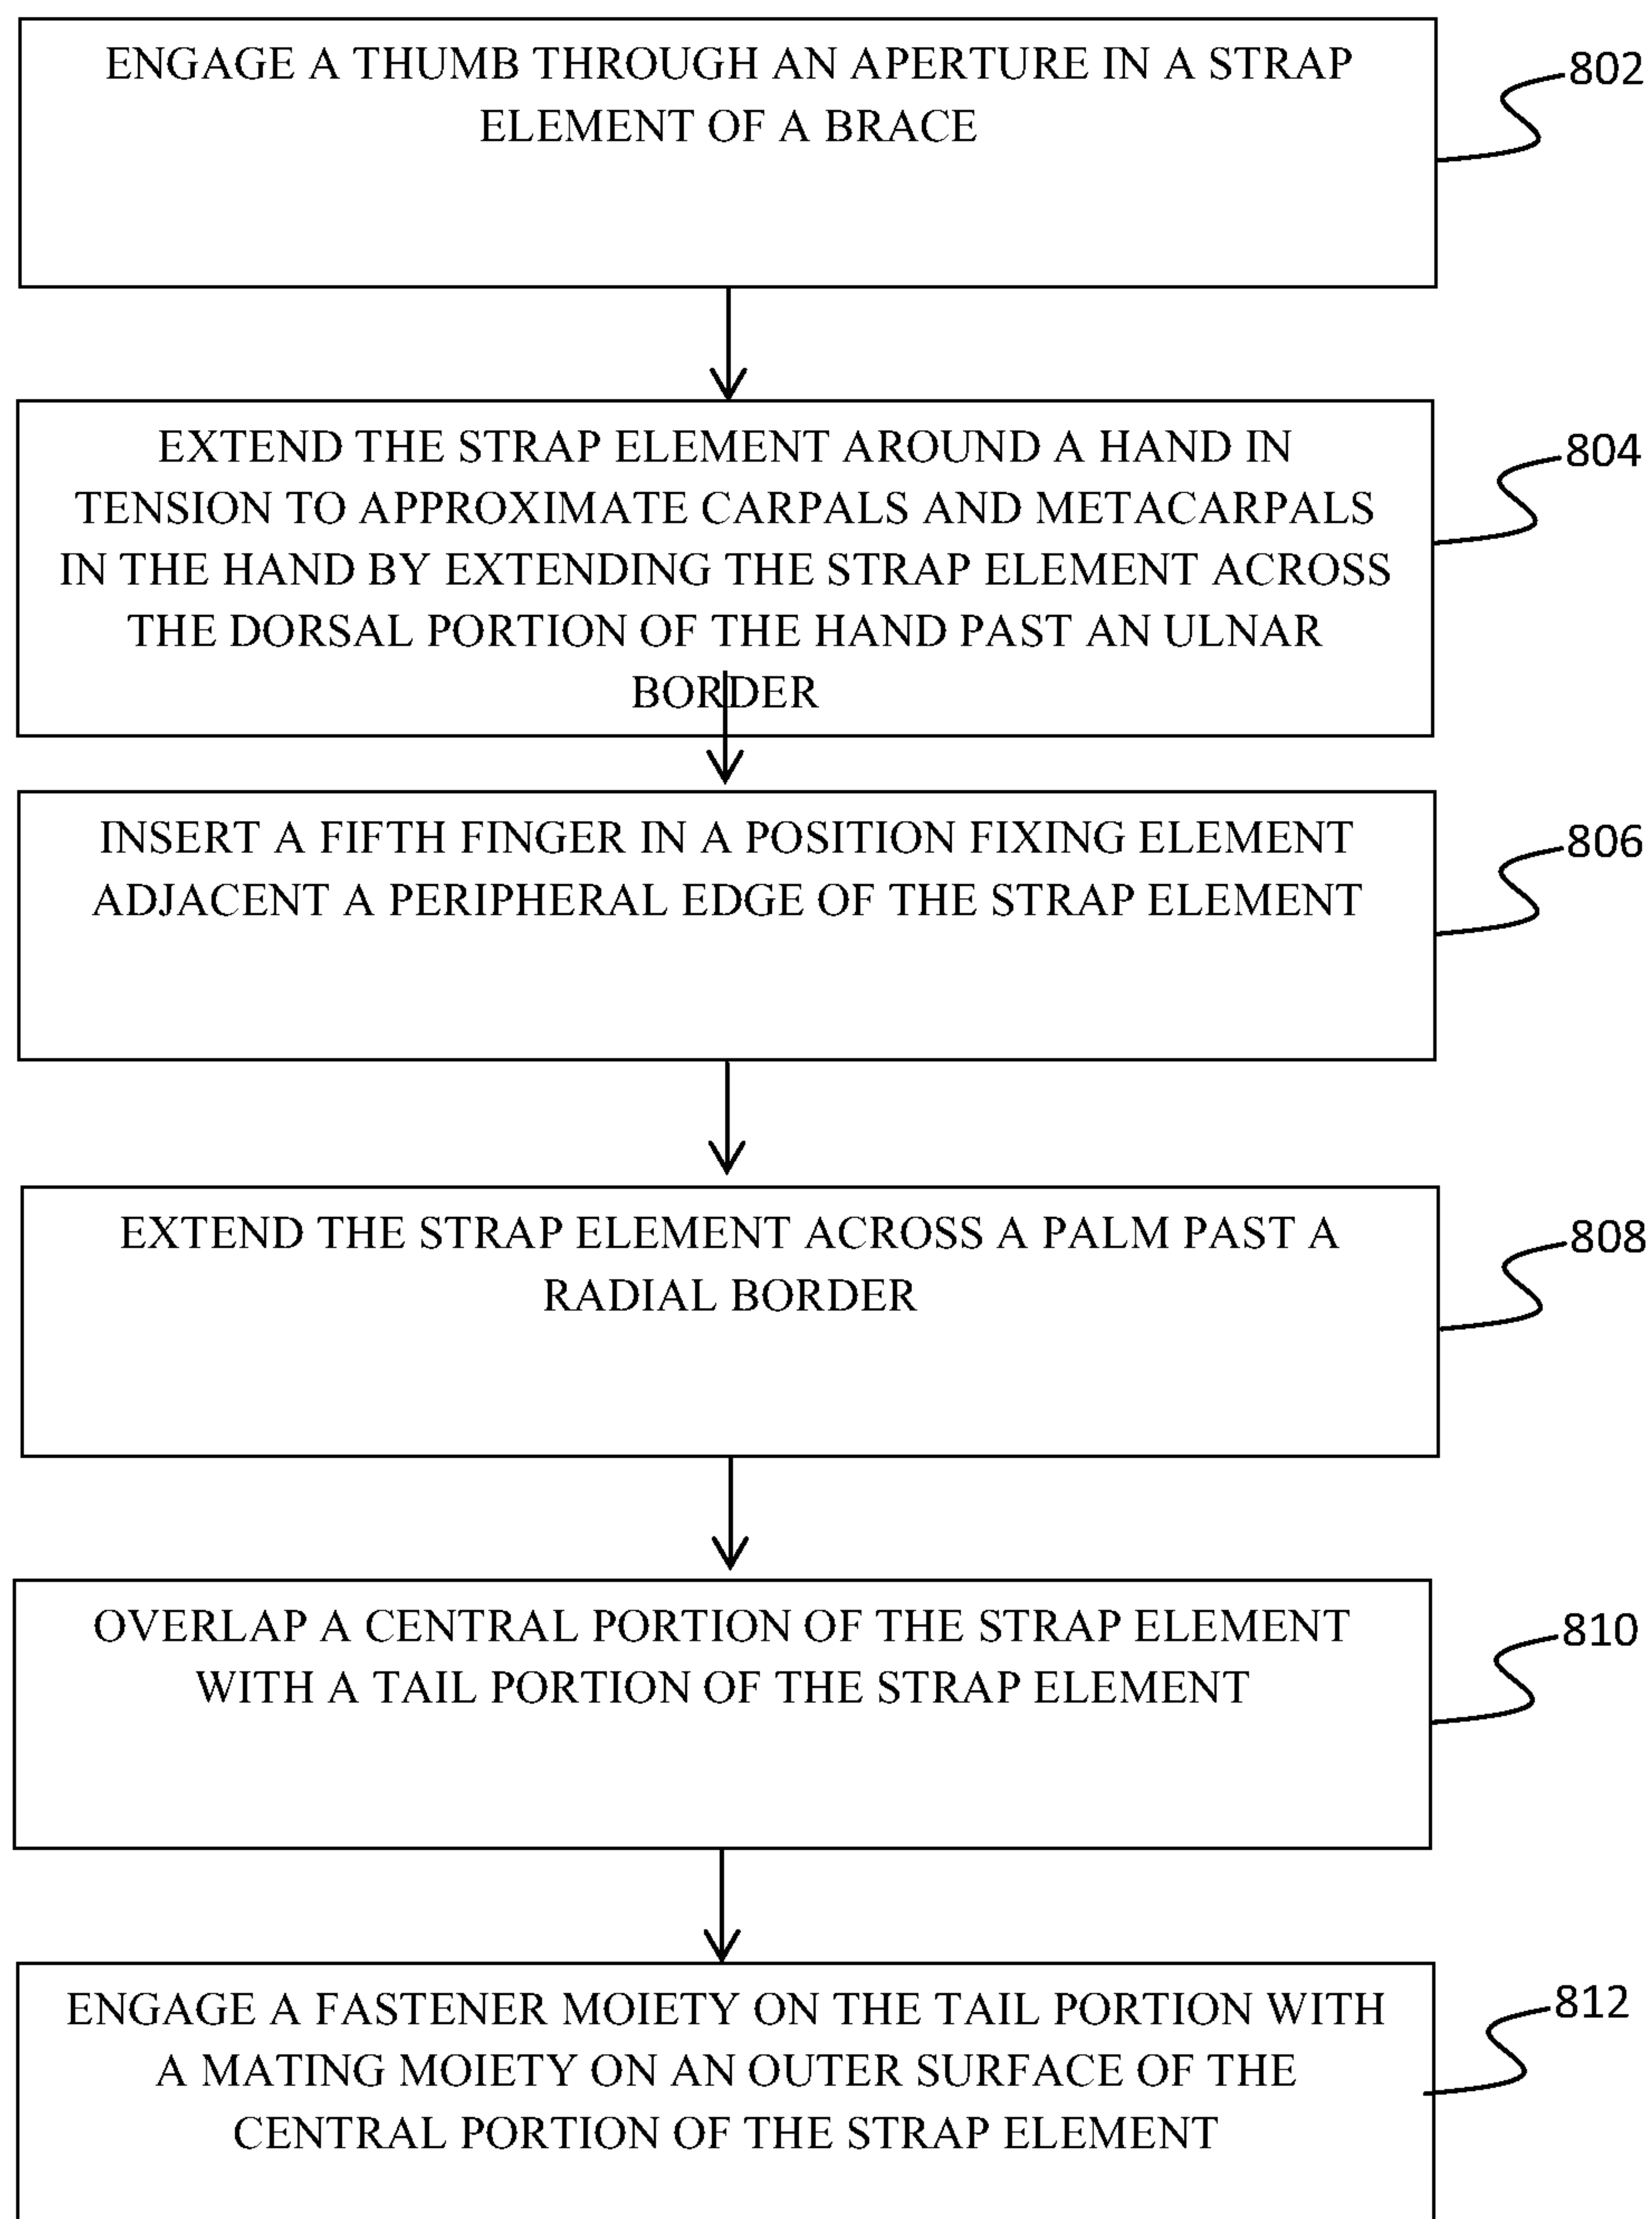 ENGAGE A THUMB THROUGH AN APERTURE IN A STRAP
ELEMENT OF A BRACE
802
EXTEND THE STRAP ELEMENT AROUND A HAND IN
TENSION TO APPROXIMATE CARPALS AND METACARPALS
IN THE HAND BY EXTENDING THE STRAP ELEMENT ACROSS
THE DORSAL PORTION OF THE HAND PAST AN ULNAR
BORDER
804
INSERT A FIFTH FINGER IN A POSITION FIXING ELEMENT
ADJACENT A PERIPHERAL EDGE OF THE STRAP ELEMENT
806
EXTEND THE STRAP ELEMENT ACROSS A PALM PAST A
RADIAL BORDER
808
OVERLAP A CENTRAL PORTION OF THE STRAP ELEMENT
WITH A TAIL PORTION OF THE STRAP ELEMENT
810
ENGAGE A FASTENER MOIETY ON THE TAIL PORTION WITH
A MATING MOIETY ON AN OUTER SURFACE OF THE
CENTRAL PORTION OF THE STRAP ELEMENT
812